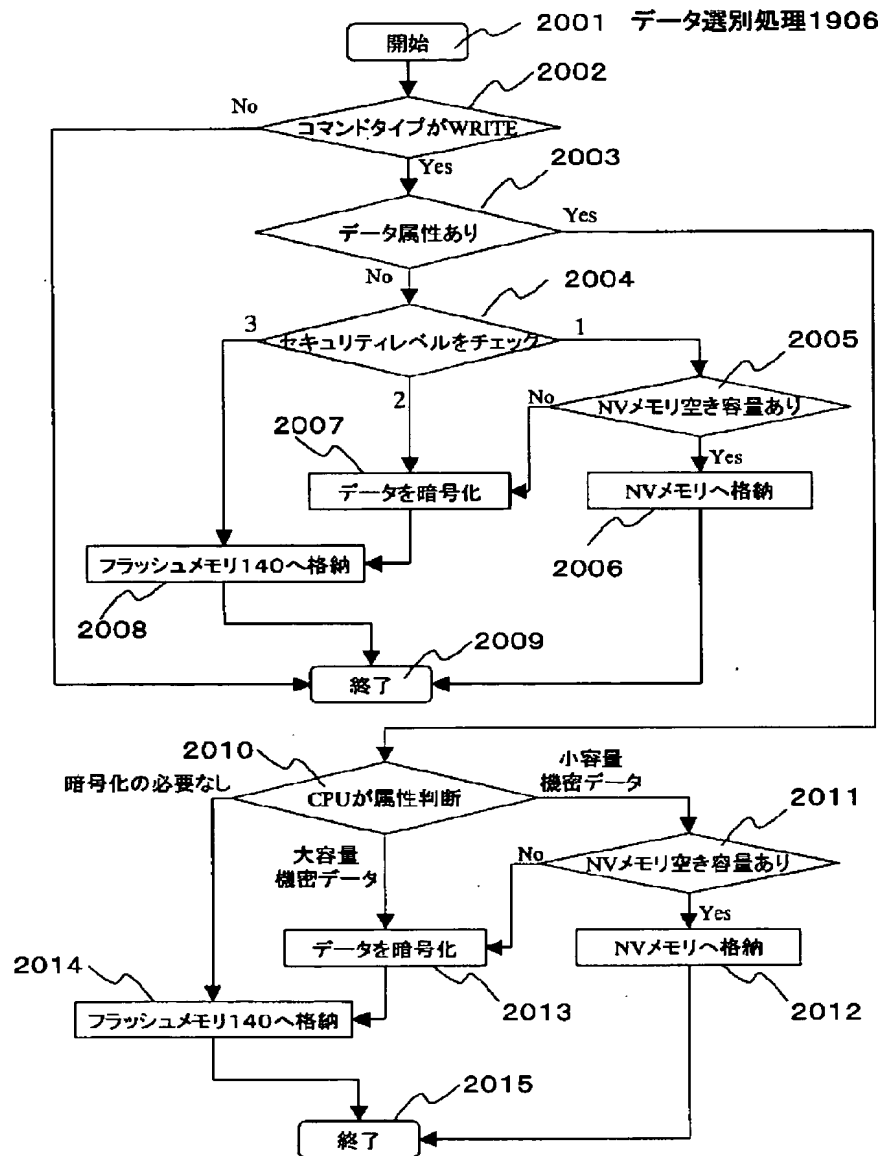 2001 データ選別処理1906
開始
2002
No
コマンドタイプがWRITE
Yes
2003
データ属性あり
Yes
No
2004
3
セキュリティレベルをチェック
1
2005
2
No
NVメモリ空き容量あり
2007
Yes
データを暗号化
NVメモリへ格納
2006
フラッシュメモリ140へ格納
2008
2009
終了
2010
小容量
機密データ
暗号化の必要なし
CPUが属性判断
2011
大容量
機密データ
No
NVメモリ空き容量あり
Yes
データを暗号化
NVメモリへ格納
2014
2013
2012
フラッシュメモリ140へ格納
2015
終了